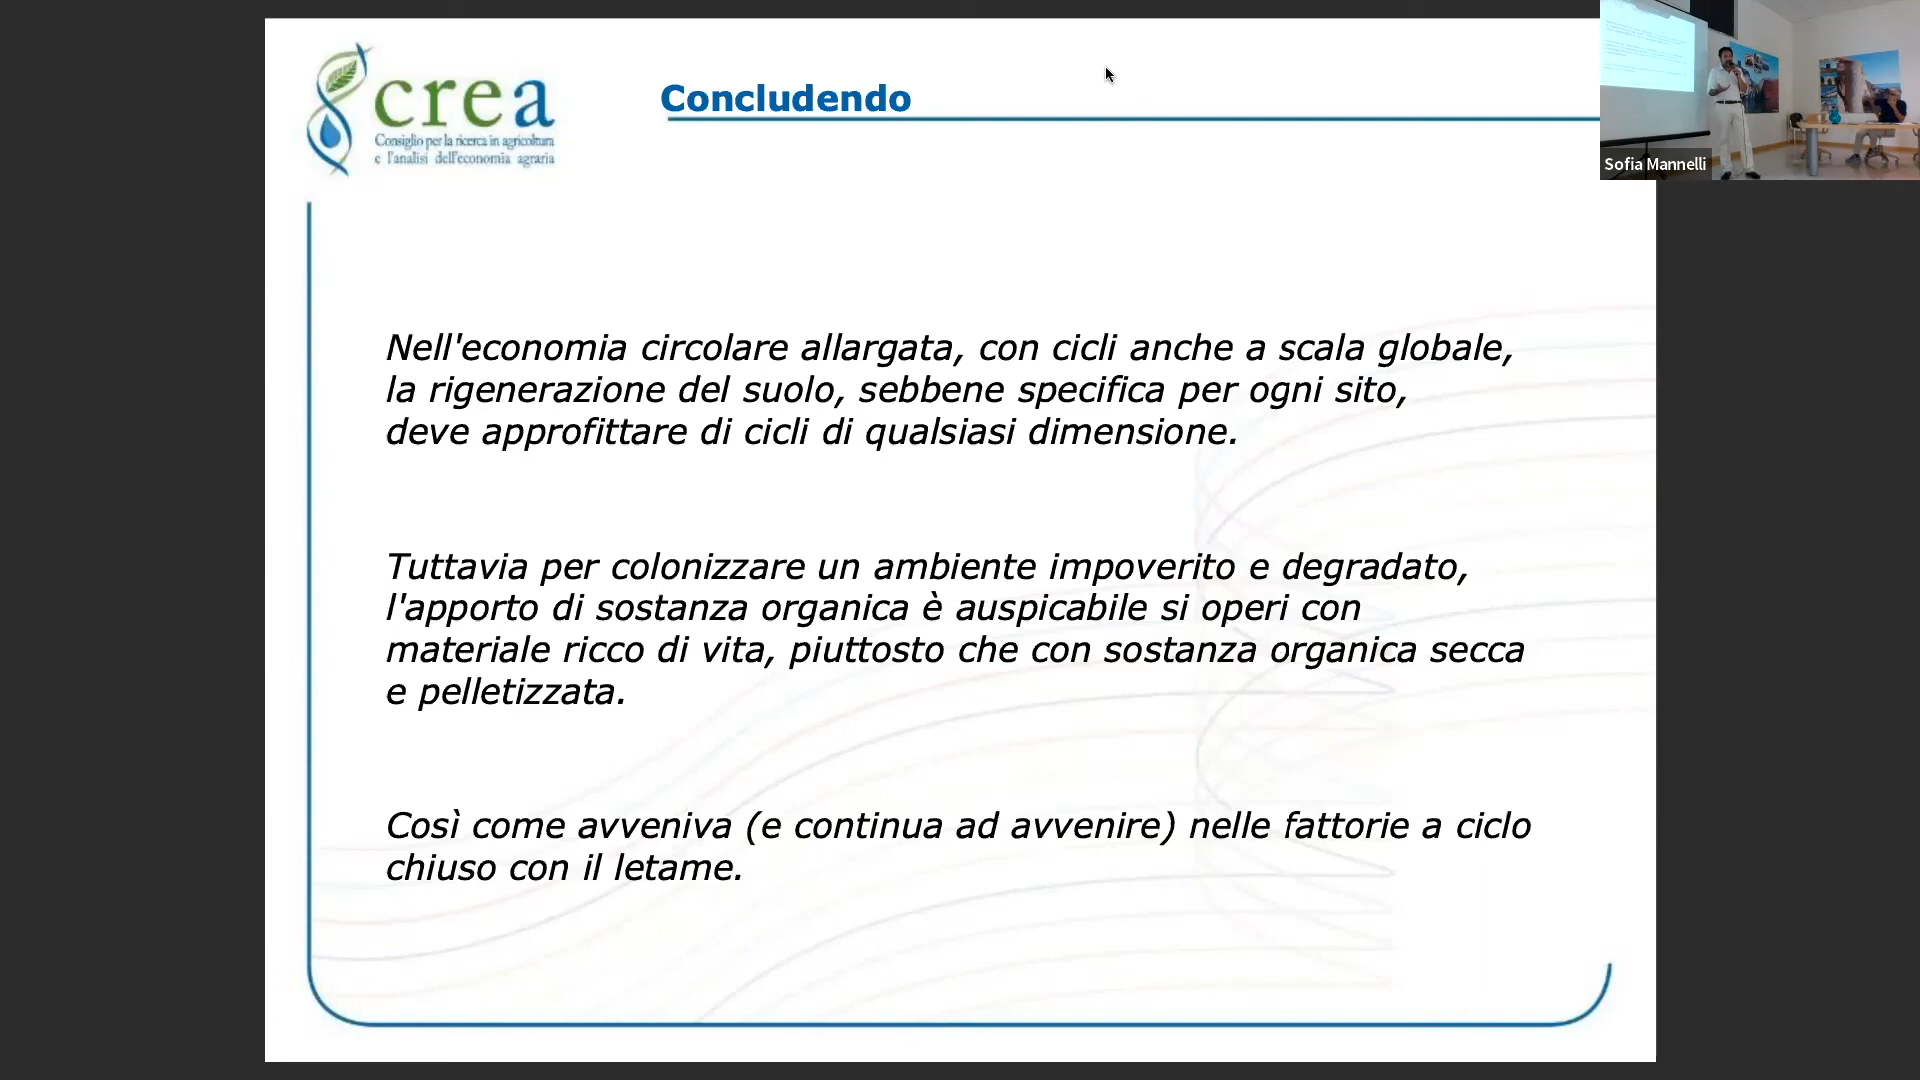 crea
Consiglio per la ricerca in agricoltura
e l'analisi dell'economia agraria
Concludendo
Sofia Mannelli
Nell'economia circolare allargata, con cicli anche a scala globale,
la rigenerazione del suolo, sebbene specifica per ogni sito,
deve approfittare di cicli di qualsiasi dimensione.
Tuttavia per colonizzare un ambiente impoverito e degradato,
l'apporto di sostanza organica è auspicabile si operi con
materiale ricco di vita, piuttosto che con sostanza organica secca
e pelletizzata.
Così come avveniva (e continua ad avvenire) nelle fattorie a ciclo
chiuso con il letame.